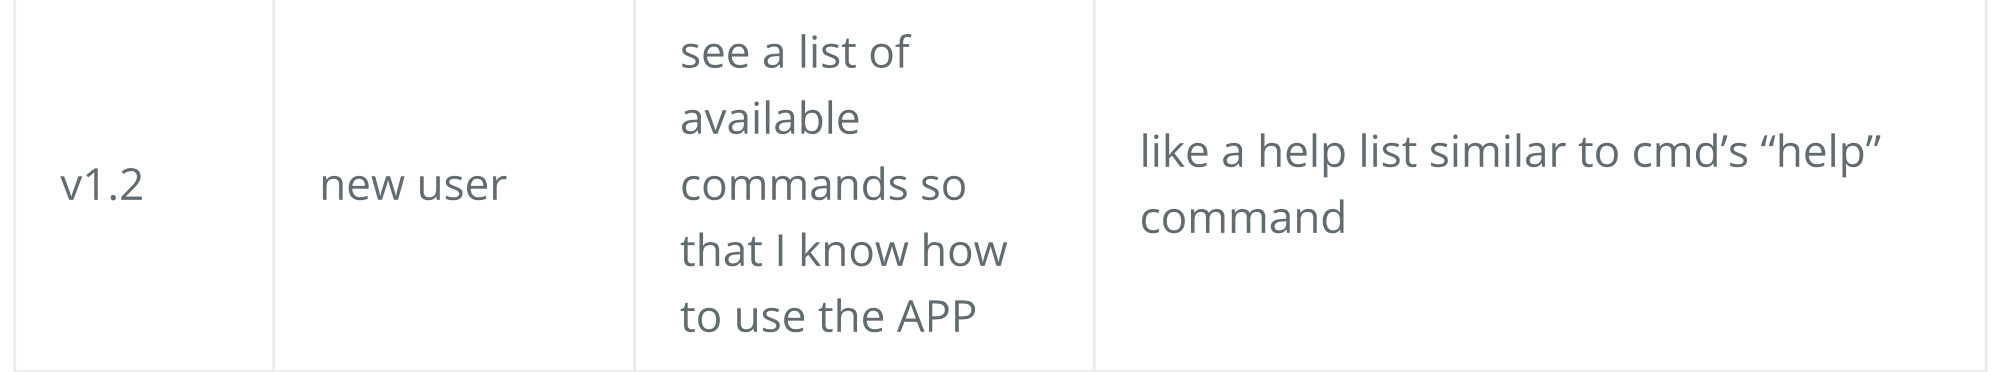 v1.2
new user
see a list of
available
commands so
that I know how
to use the APP
like a help list similar to cmd’s “help”
command